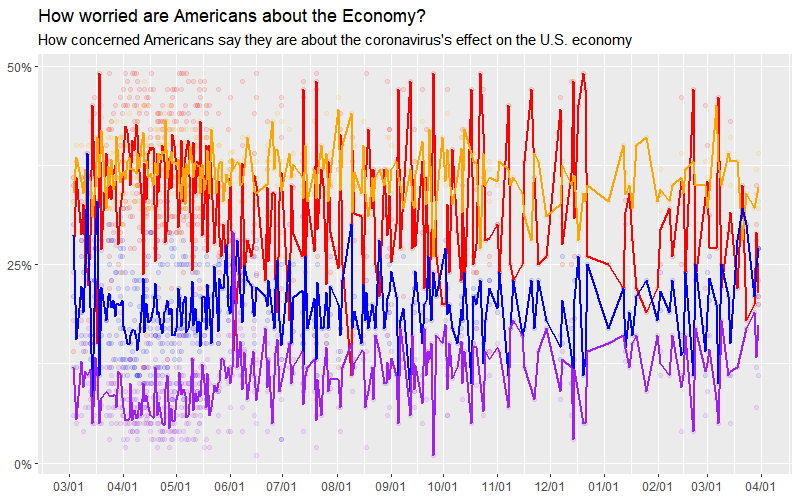 How worried are Americans about the Economy?
How concerned Americans say they are about the coronavirus's effect on the U.S. economy
50%
25%
0%
03/01 04/01 05/01 06/01 07/01 08/01 09/01 10/01 11/01 12/01 01/01 02/01 03/01 04/01